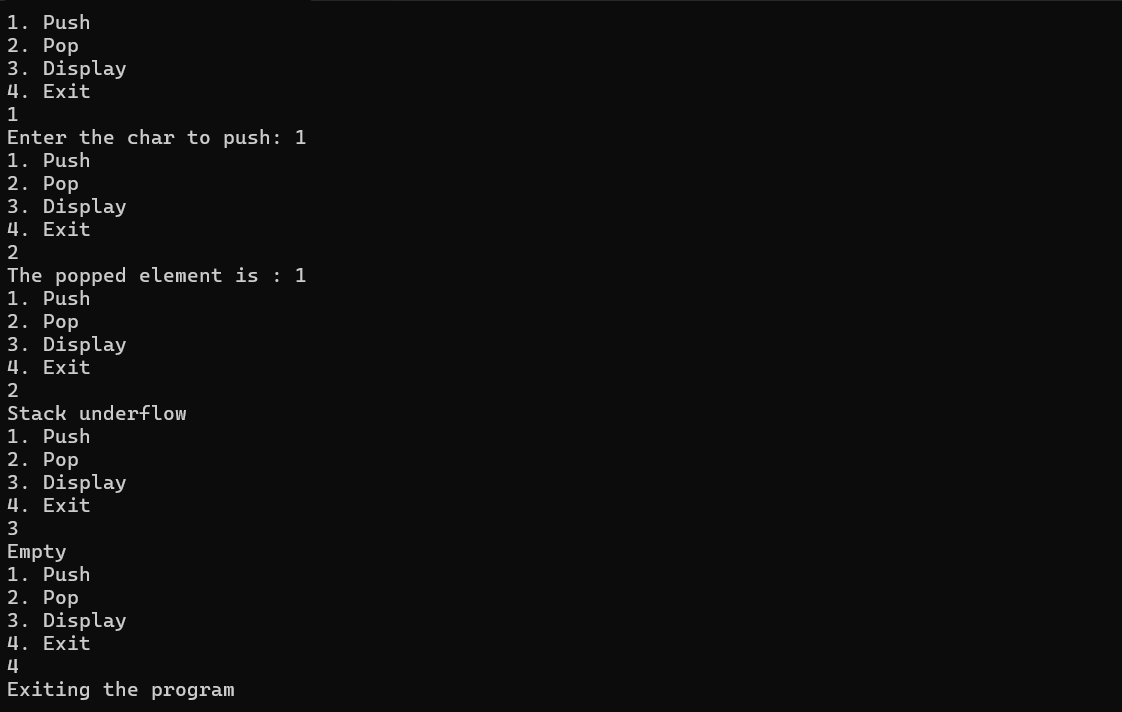 1. Push
2. Pop
3. Display
4. Exit
1
Enter the char to push: 1
1. Push
2. Pop
3. Display
4. Exit
2
The popped element is : 1
1. Push
2. Pop
3. Display
4. Exit
2
Stack underflow
1. Push
2. Pop
3. Display
4. Exit
3
Empty
1. Push
2. Pop
3. Display
4. Exit
4
Exiting the program